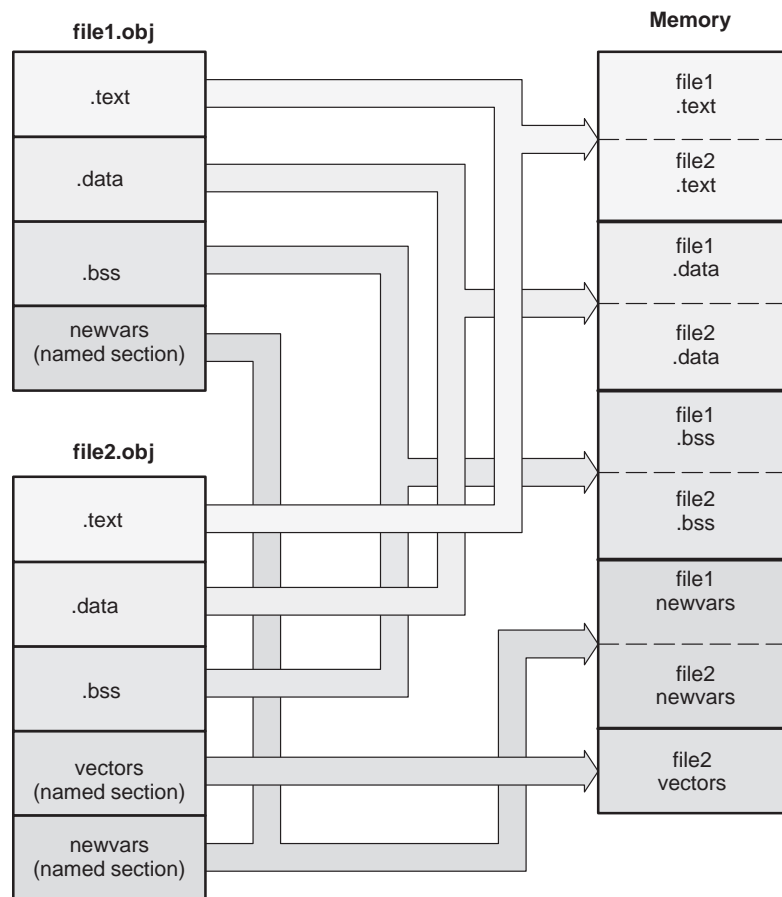 file1.obj
.text
.data
.bss
newvars
(named section)
file2.obj
.text
.data
.bss
vectors
(named section)
newvars
(named section)
Memory
file1
.text
file2
.text
file1
.data
file2
.data
file1
.bss
file2
.bss
file1
newvars
file2
newvars
file2
vectors